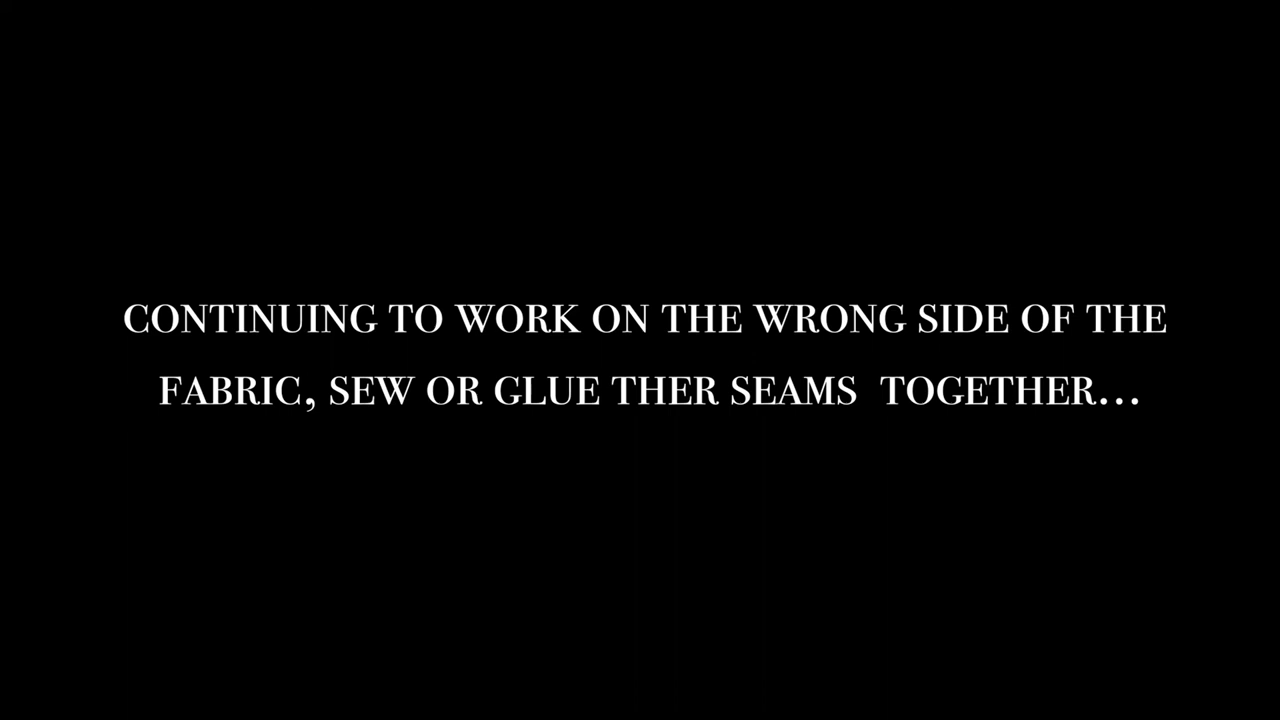 CONTINUING TO WORK ON THE WRONG SIDE OF THE
FABRIC, SEW OR GLUE THER SEAMS  TOGETHER...